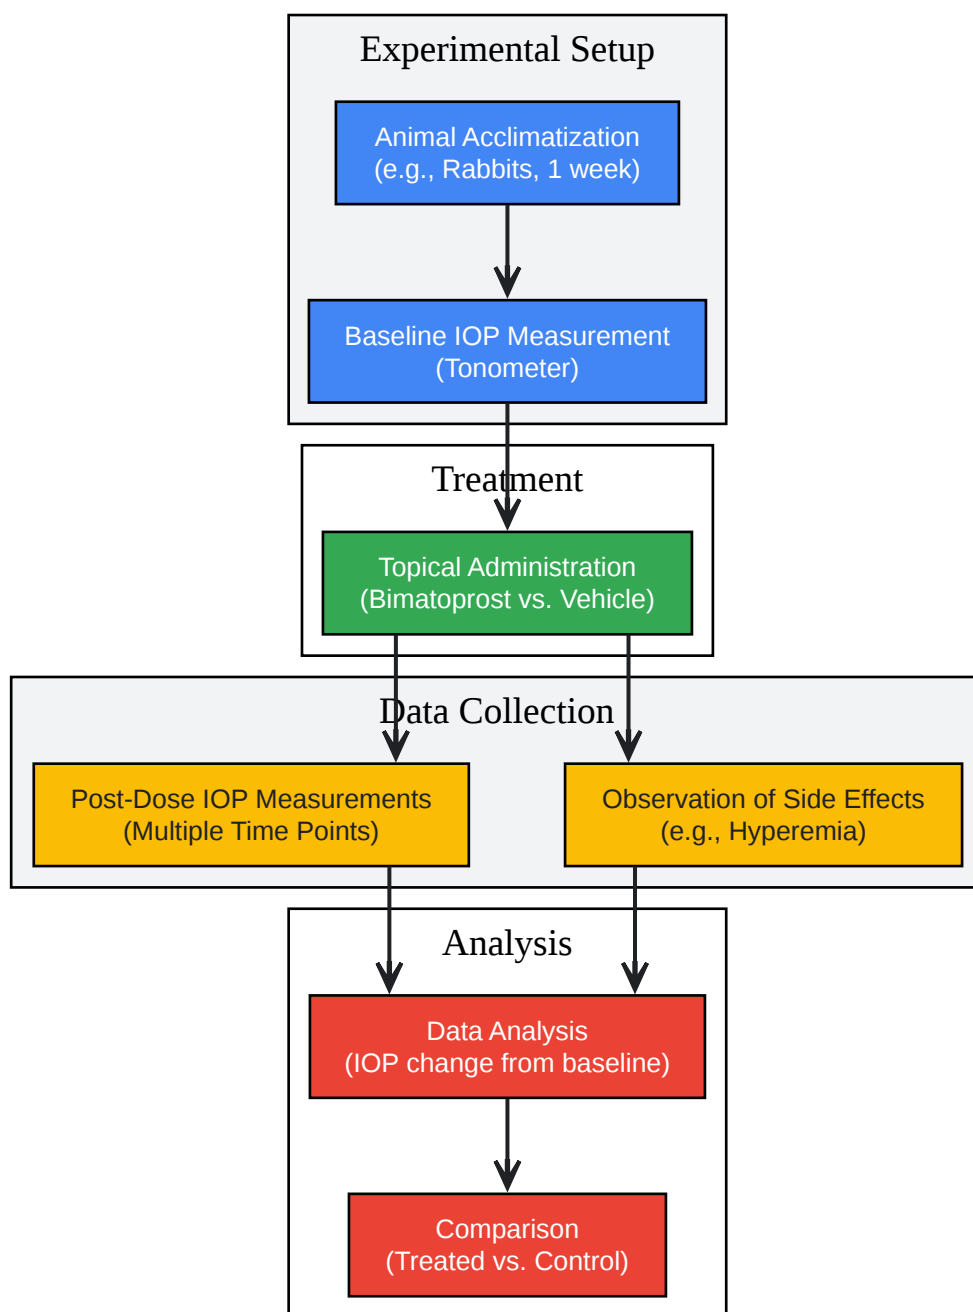 Experimental Setup
Animal Acclimatization
(e.g., Rabbits, 1 week)
Baseline IOP Measurement
(Tonometer)
Treatment
Topical Administration
(Bimatoprost vs. Vehicle)
Data Collection
Post-Dose IOP Measurements
(Multiple Time Points)
Observation of Side Effects
(e.g., Hyperemia)
Analysis
Data Analysis
(IOP change from baseline)
Comparison
(Treated vs. Control)